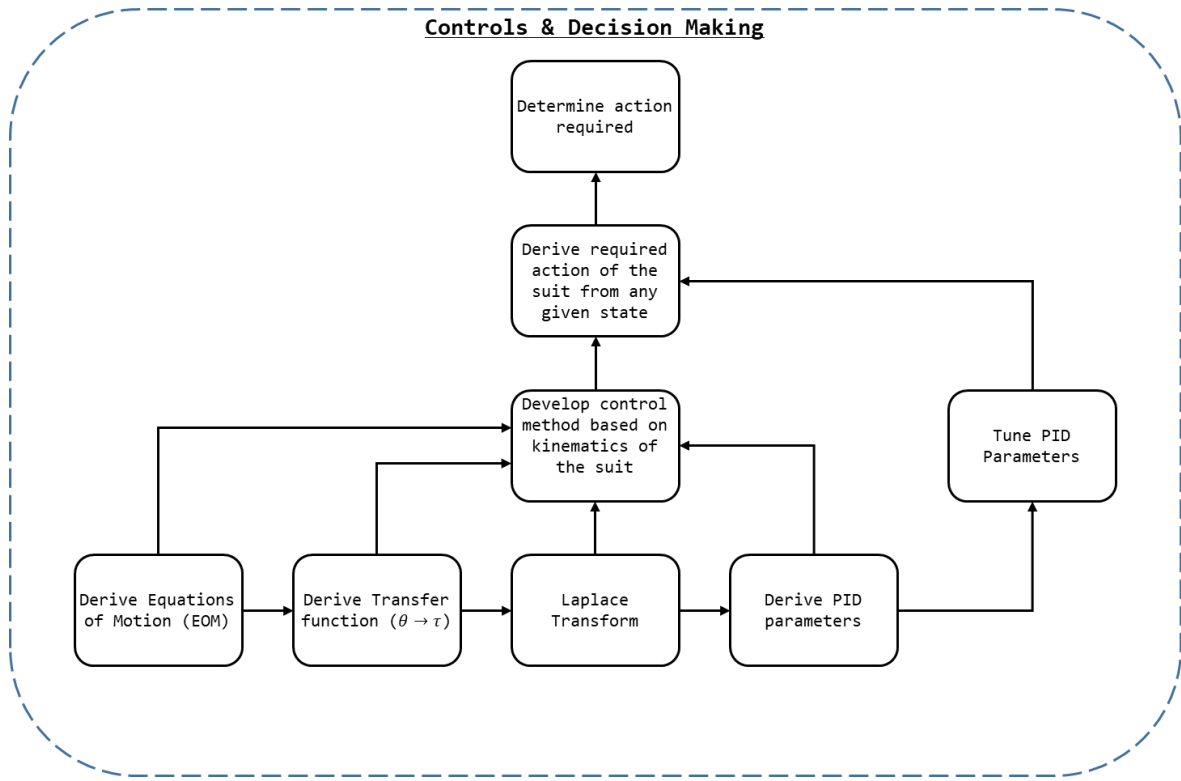 Controls & Decision Making
Determine action
required
Derive required
action of the
suit from any
given state
Develop control
method based on
kinematics of
the suit
Tune PID
Parameters
Derive Equations
of Motion (EOM)
Derive Transfer
function (θ → τ)
Laplace
Transform
Derive PID
parameters